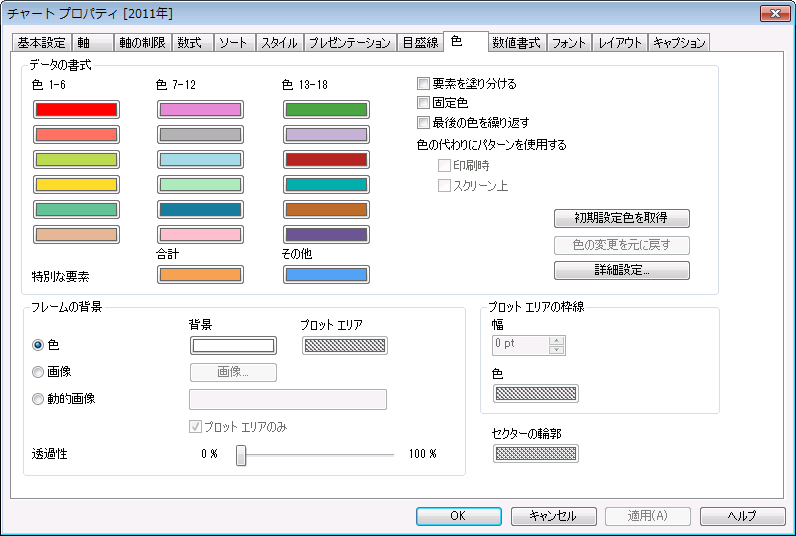 チャート プロパティ [2011年]
基本設定 軸 軸の制限 数式 ソート スタイル プレゼンテーション 目盛線 色 数値書式 フォント レイアウト キャプション
データの書式
色 1-6 色 7-12 色 13-18
要素を塗り分ける
固定色
最後の色を繰り返す
色の代わりにパターンを使用する
印刷時
スクリーン上
初期設定色を取得
色の変更を元に戻す
詳細設定...
合計 その他
特別な要素
フレームの背景
背景 プロット エリア
色
画像 画像...
動的画像
プロット エリアのみ
透過性 0 % 100 %
プロット エリアの枠線
幅
0 pt
色
セクターの輪郭
OK キャンセル 適用(A) ヘルプ